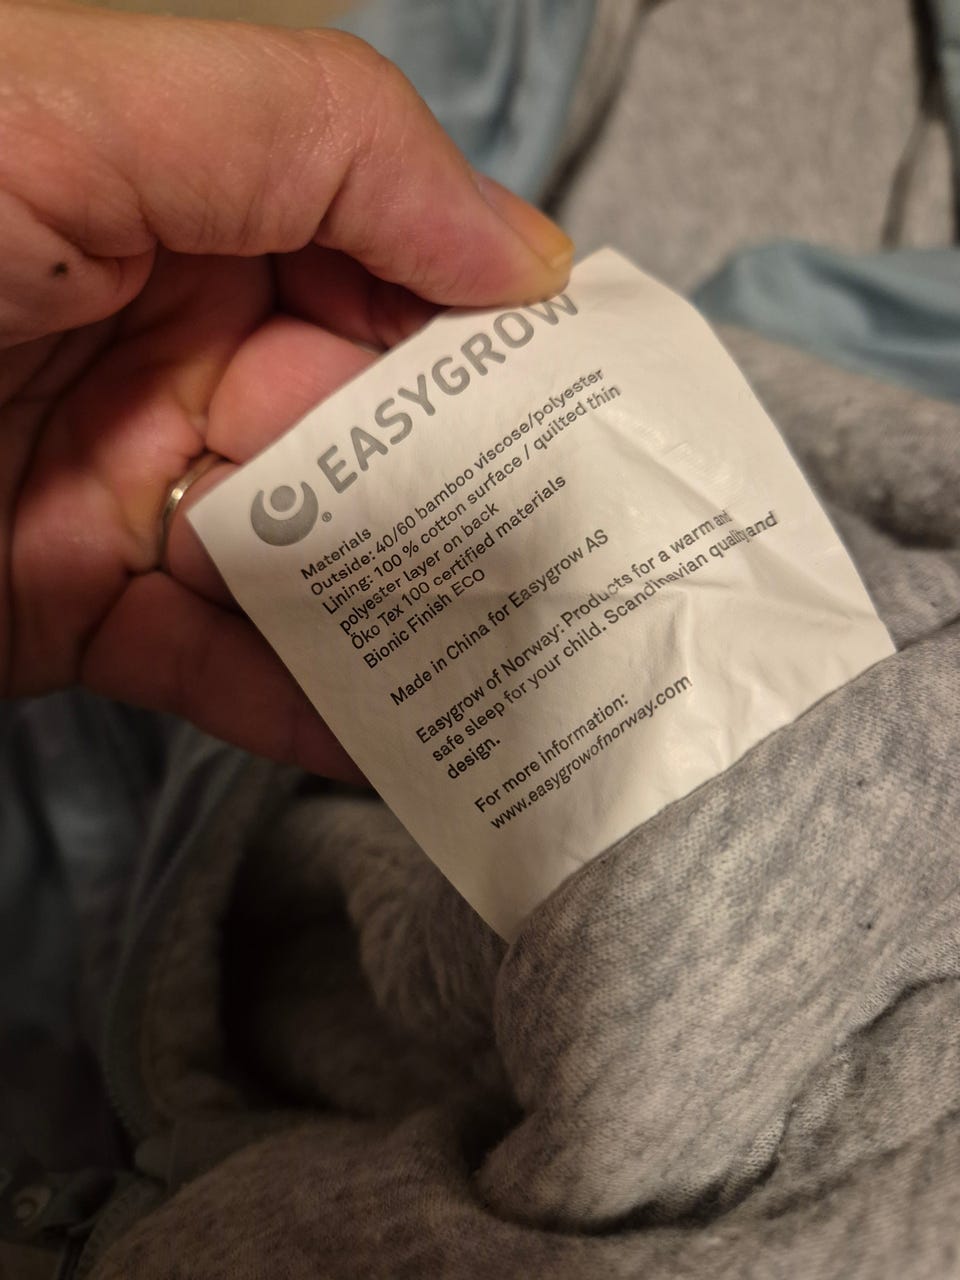 EASYGROW®
Materials
Outside: 40/60 bamboo viscose/polyester
Lining: 100 % cotton surface / quilted thin
polyester layer on back
Öko Tex 100 certified materials
Bionic Finish ECO
Made in China for Easygrow AS
Easygrow of Norway: Products for a warm and
safe sleep for your child. Scandinavian quality and
design.
For more information:
www.easygrowofnorway.com